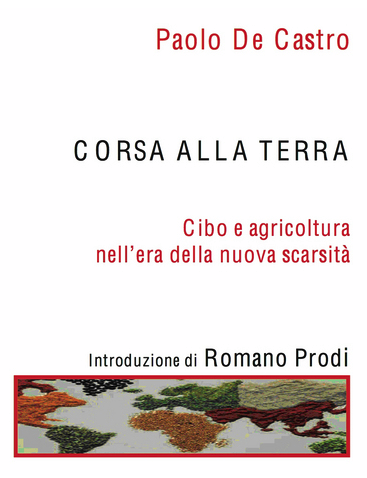 Paolo De Castro
CORSA ALLA TERRA
Cibo e agricoltura
nell'era della nuova scarsità
Introduzione di Romano Prodi